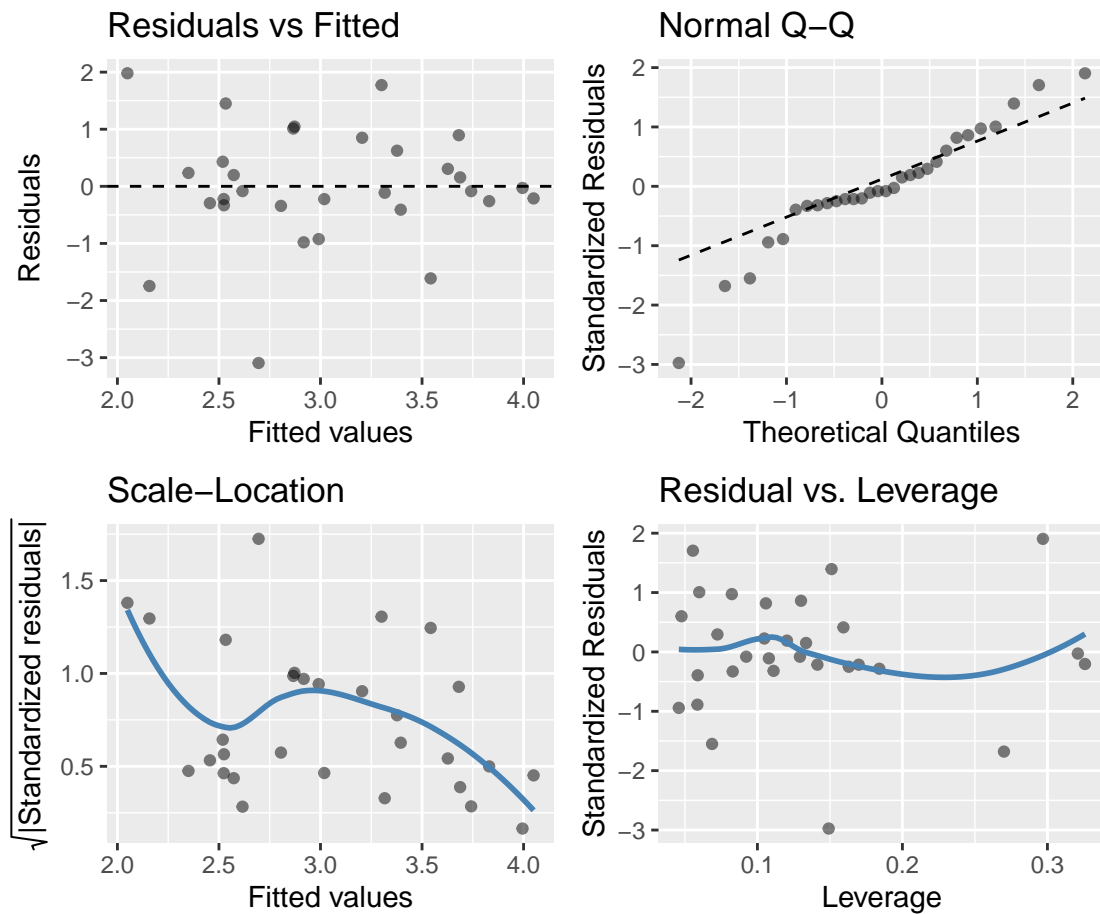 Residuals vs Fitted
Residuals
2
1
0
−1
−2
−3
2.0 2.5 3.0 3.5 4.0
Fitted values
Normal Q−Q
Standardized Residuals
2
1
0
−1
−2
−3
−2 −1 0 1 2
Theoretical Quantiles
Scale−Location
√|Standardized residuals|
1.5
1.0
0.5
2.0 2.5 3.0 3.5 4.0
Fitted values
Residual vs. Leverage
Standardized Residuals
2
1
0
−1
−2
−3
0.1 0.2 0.3
Leverage